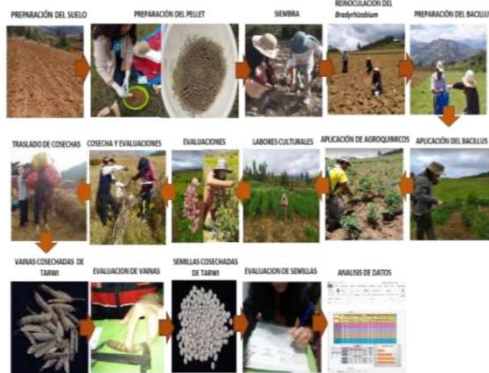 PREPARACIÓN DEL SUELO
PREPARACIÓN DEL PELLET
SIEMBRA
REINOCULACION DEL
Bradyrhizobium
PREPARACIÓN DEL BACILLUS
TRASLADO DE COSECHAS
COSECHA Y EVALUACIONES
EVALUACIONES
LABORES CULTURALES
APLICACIÓN DE AGROQUIMICOS
APLICACIÓN DEL BACILLUS
VAINAS COSECHADAS DE
TARWI
EVALUACION DE VAINAS
SEMILLAS COSECHADAS
DE TARWI
EVALUACION DE SEMILLAS
ANALISIS DE DATOS